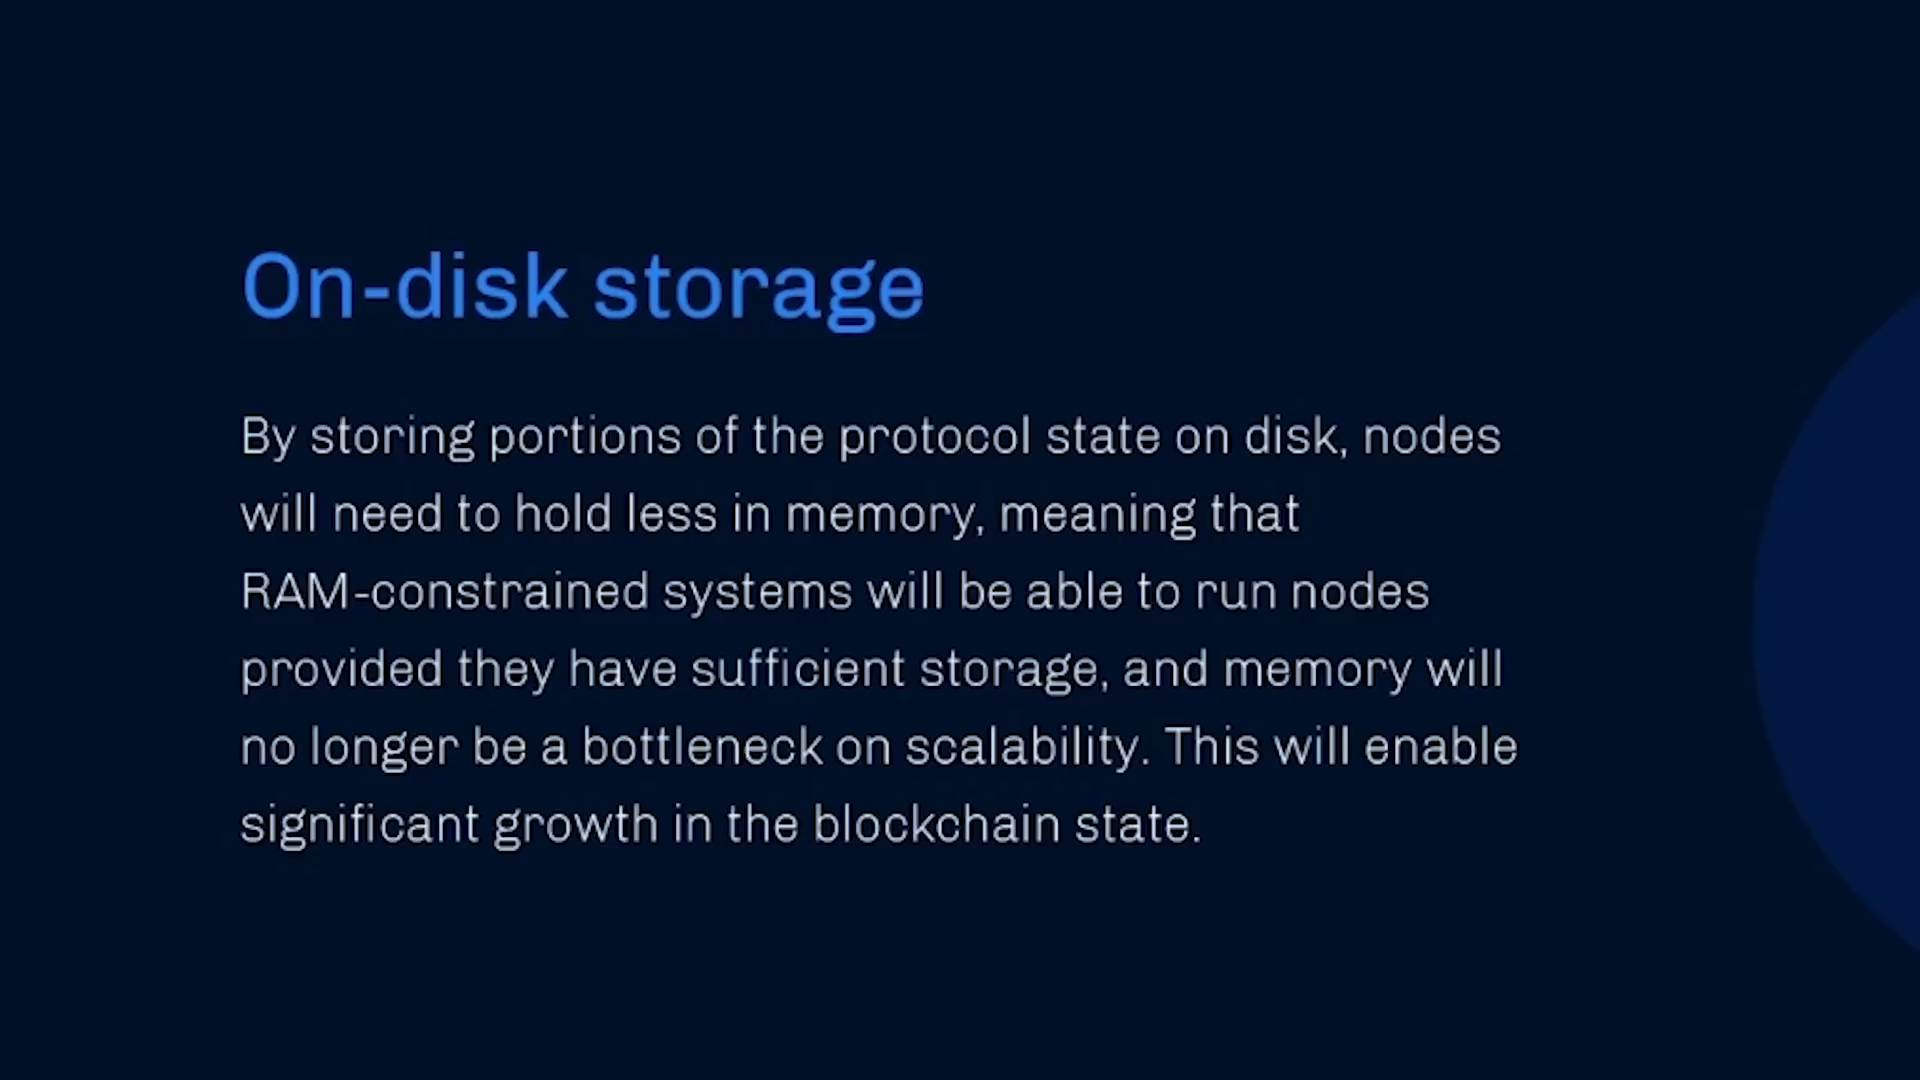 On-disk storage
By storing portions of the protocol state on disk, nodes
will need to hold less in memory, meaning that
RAM-constrained systems will be able to run nodes
provided they have sufficient storage, and memory will
no longer be a bottleneck on scalability. This will enable
significant growth in the blockchain state.